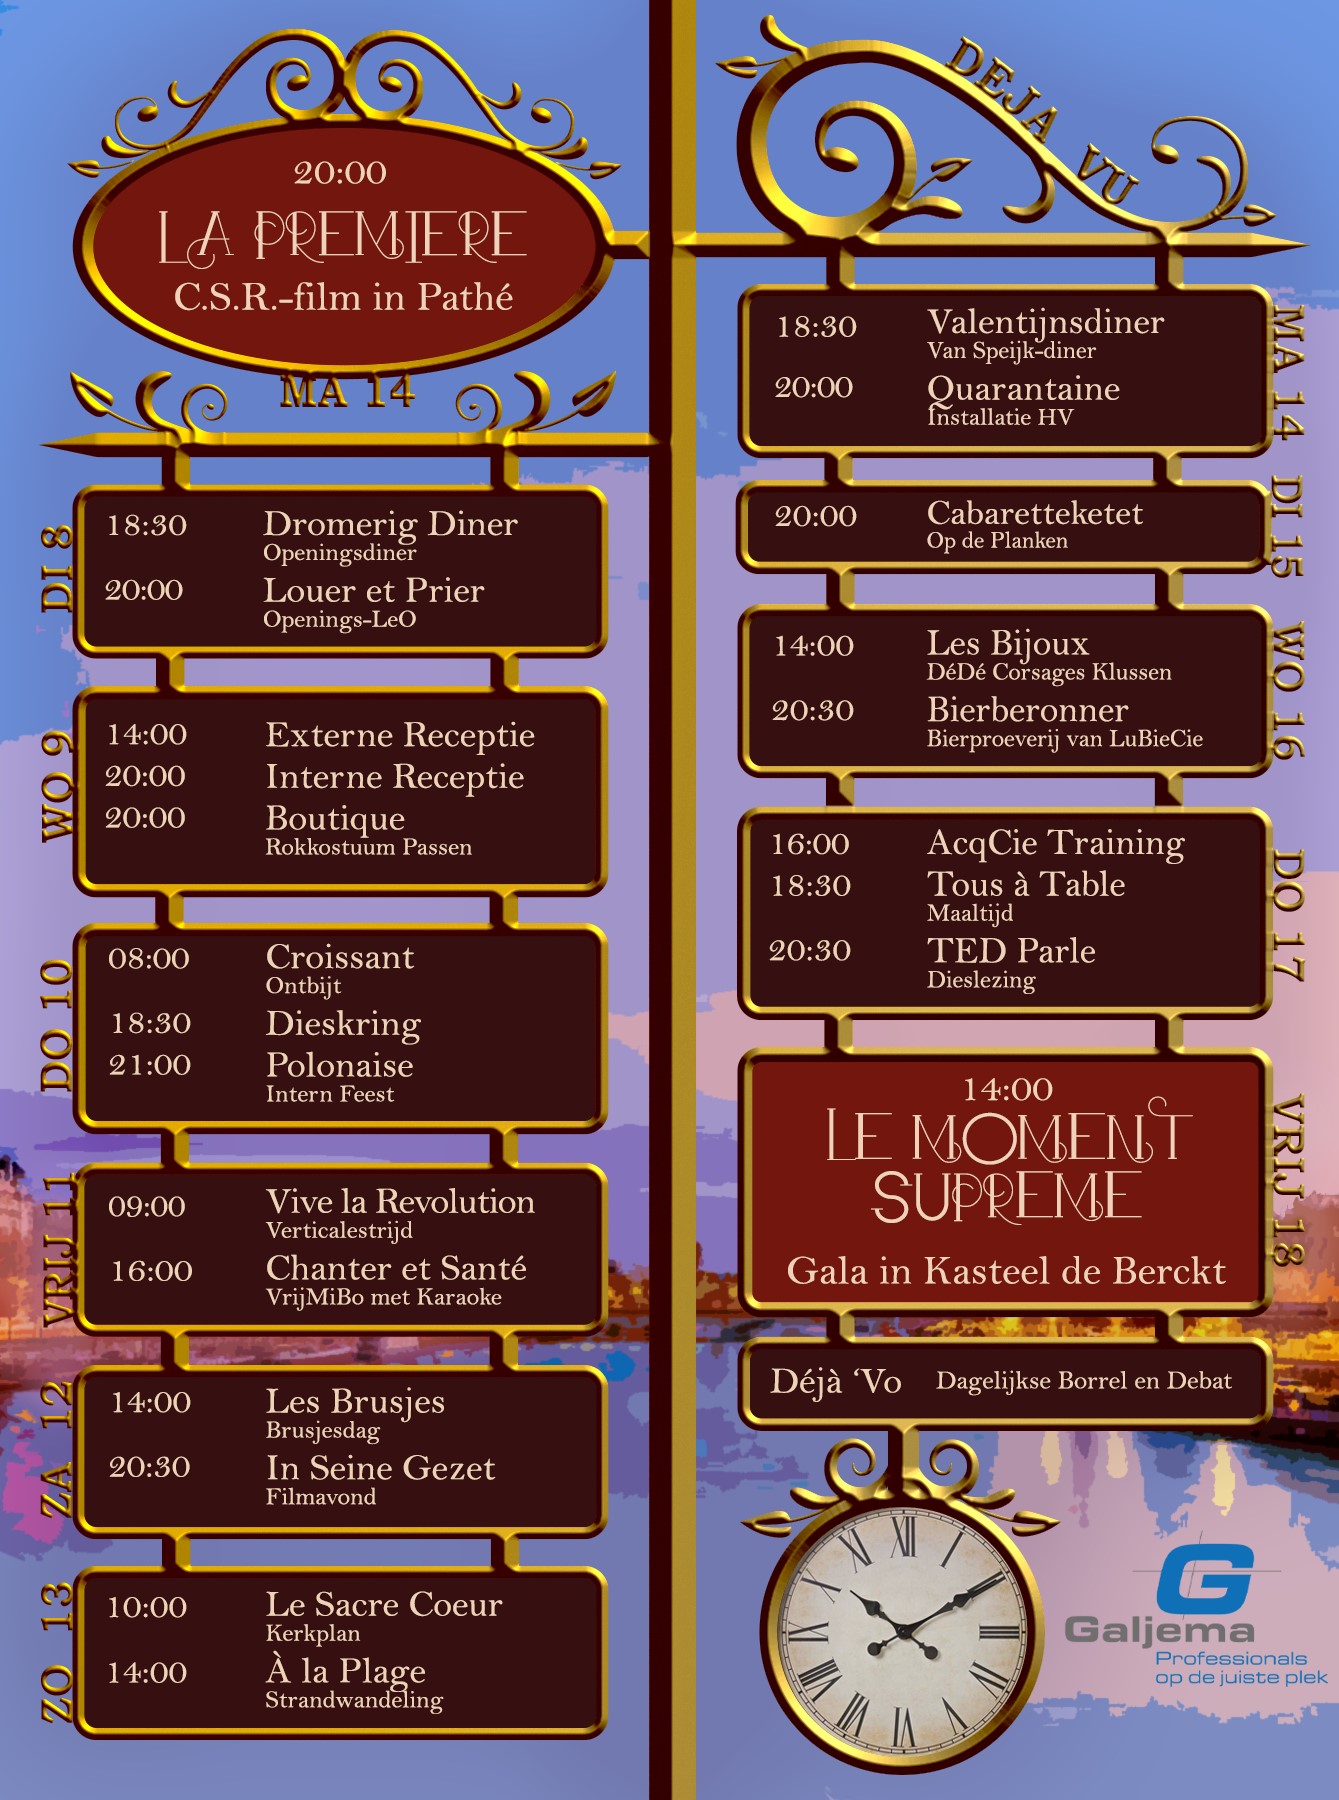 20:00
LA PREMIERE
C.S.R.-film in Pathé
MA 14
DI 8
18:30 Dromerig Diner
Openingsdiner
20:00 Louer et Prier
Openings-LeO
WO 9
14:00 Externe Receptie
20:00 Interne Receptie
20:00 Boutique
Rokkostuum Passen
DO 10
08:00 Croissant
Ontbijt
18:30 Dieskring
21:00 Polonaise
Intern Feest
VRIJ 11
09:00 Vive la Revolution
Verticalestrijd
16:00 Chanter et Santé
VrijMiBo met Karaoke
ZA 12
14:00 Les Brusjes
Brusjesdag
20:30 In Seine Gezet
Filmavond
ZO 13
10:00 Le Sacre Coeur
Kerkplan
14:00 À la Plage
Strandwandeling
DEJA VU
MA 14
18:30 Valentijnsdiner
Van Speijk-diner
20:00 Quarantaine
Installatie HV
DI 15
20:00 Cabaretteketet
Op de Planken
WO 16
14:00 Les Bijoux
DéDé Corsages Klussen
20:30 Bierberonner
Bierproeverij van LuBieCie
DO 17
16:00 AcqCie Training
18:30 Tous à Table
Maaltijd
20:30 TED Parle
Dieslezing
VRIJ 18
14:00
LE MOMENT
SUPREME
Gala in Kasteel de Berckt
Déjà ‘Vo Dagelijkse Borrel en Debat
XII I II III IIII V VI VII VIII IX X XI
G
Galjema
Professionals
op de juiste plek